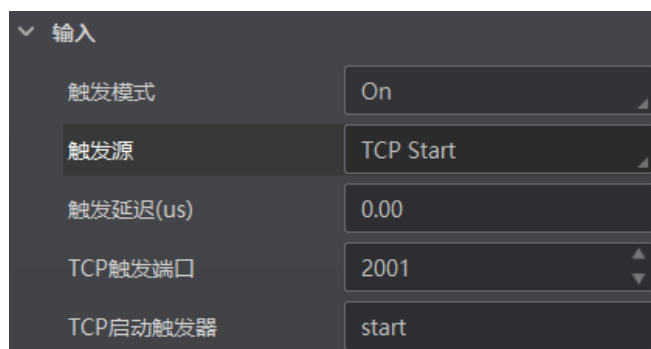 输入
触发模式 On
触发源 TCP Start
触发延迟(us) 0.00
TCP触发端口 2001
TCP启动触发器 start